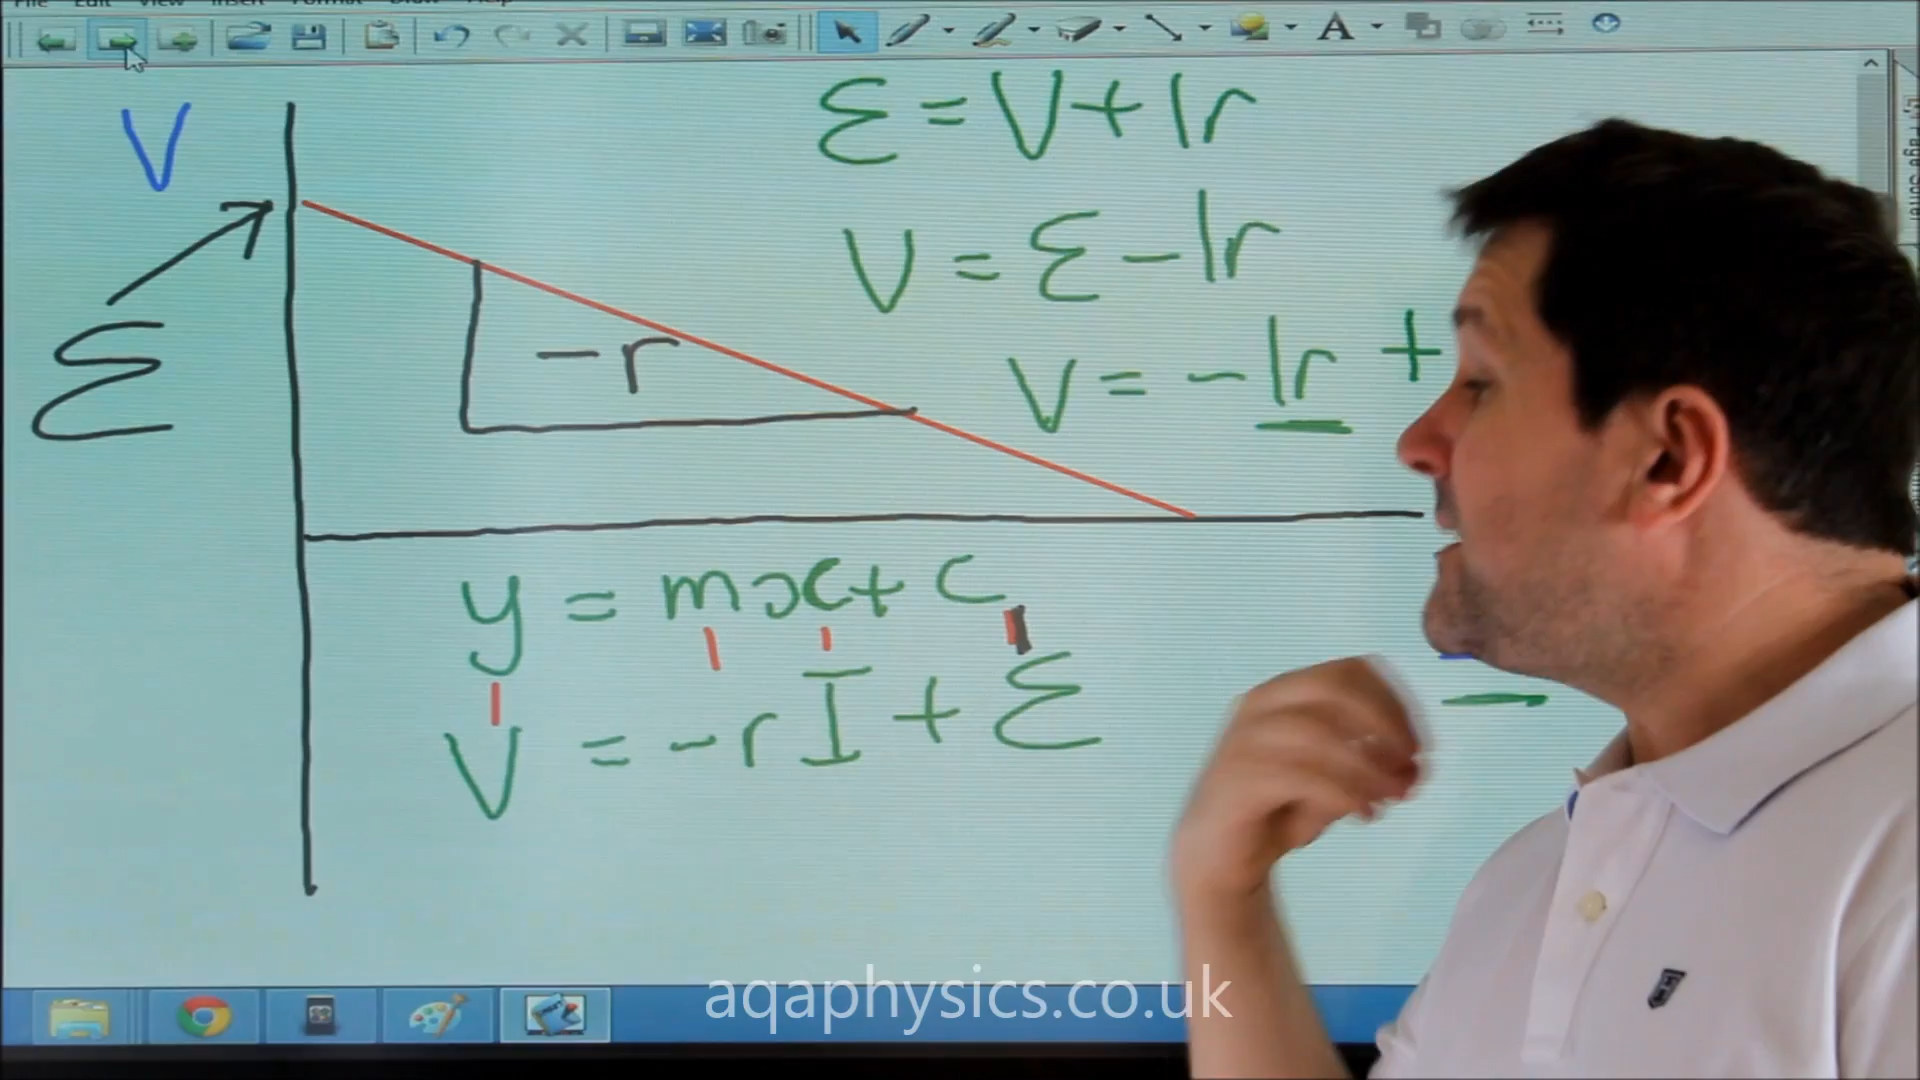 V
ε = V + Ir
V = ε − Ir
V = −Ir +
ε
−r
y = mx + c
V = −rI + ε
aqaphysics.co.uk